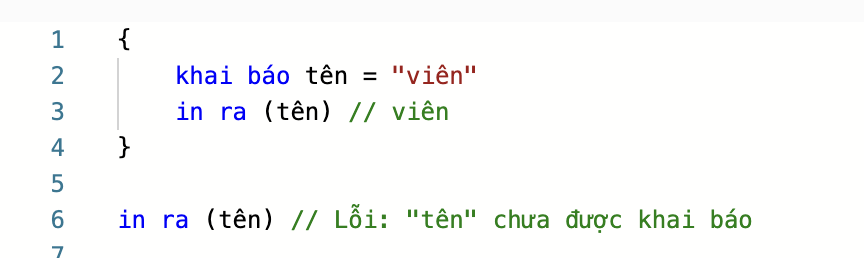 1 {
2 khai báo tên = "viên"
3 in ra (tên) // viên
4 }
5
6 in ra (tên) // Lỗi: "tên" chưa được khai báo
7